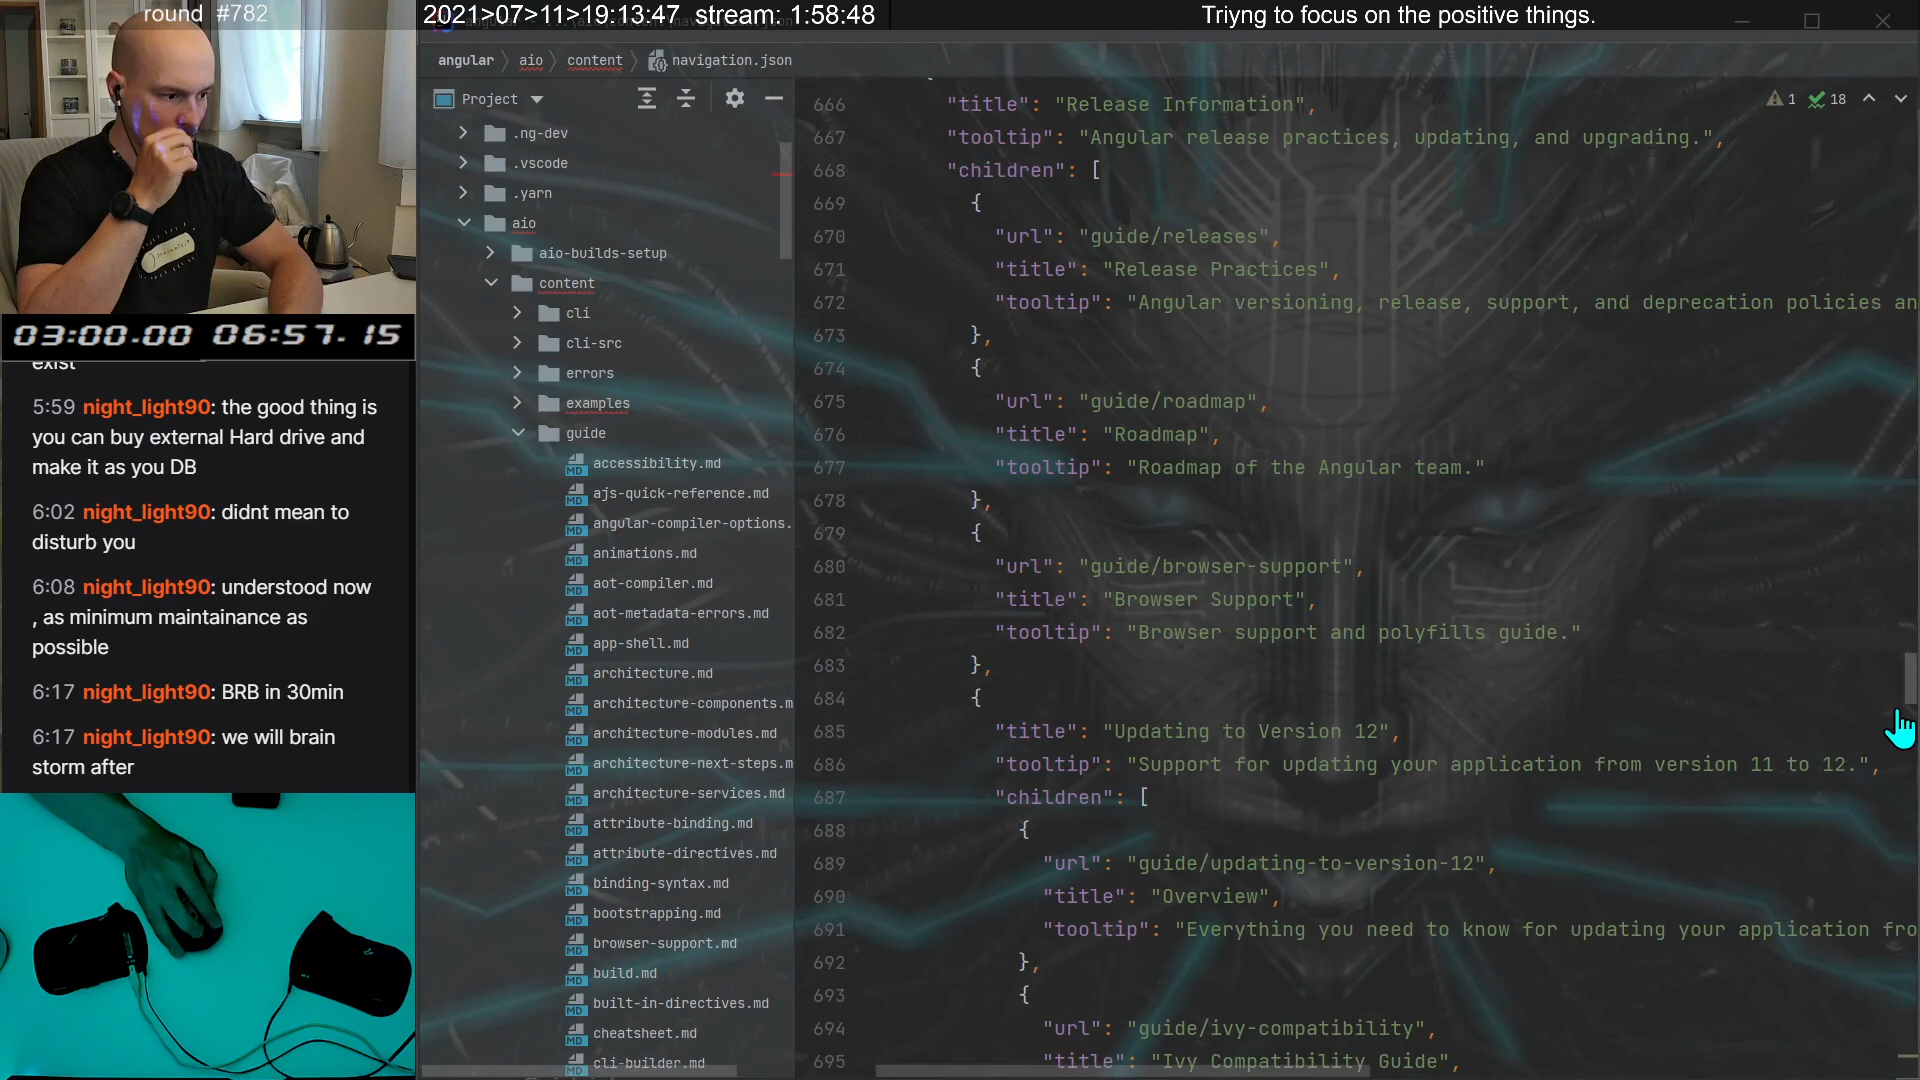 round #782
2021>07>11>19:13:47 stream: 1:58:48
Triyng to focus on the positive things.
angular
aio
content
navigation.json
Project
.ng-dev
.vscode
.yarn
aio
aio-builds-setup
content
cli
cli-src
errors
examples
guide
accessibility.md
ajs-quick-reference.md
angular-compiler-options.
animations.md
aot-compiler.md
aot-metadata-errors.md
app-shell.md
architecture.md
architecture-components.m
architecture-modules.md
architecture-next-steps.m
architecture-services.md
attribute-binding.md
attribute-directives.md
binding-syntax.md
bootstrapping.md
browser-support.md
build.md
built-in-directives.md
cheatsheet.md
cli-builder.md
1 18
666 "title": "Release Information",
667 "tooltip": "Angular release practices, updating, and upgrading.",
668 "children": [
669 {
670 "url": "guide/releases",
671 "title": "Release Practices",
672 "tooltip": "Angular versioning, release, support, and deprecation policies an
673 },
674 {
675 "url": "guide/roadmap",
676 "title": "Roadmap",
677 "tooltip": "Roadmap of the Angular team."
678 },
679 {
680 "url": "guide/browser-support",
681 "title": "Browser Support",
682 "tooltip": "Browser support and polyfills guide."
683 },
684 {
685 "title": "Updating to Version 12",
686 "tooltip": "Support for updating your application from version 11 to 12.",
687 "children": [
688 {
689 "url": "guide/updating-to-version-12",
690 "title": "Overview",
691 "tooltip": "Everything you need to know for updating your application fro
692 },
693 {
694 "url": "guide/ivy-compatibility",
695 "title": "Ivy Compatibility Guide",
03:00.00 06:57.15
exist
5:59 night_light90: the good thing is
you can buy external Hard drive and
make it as you DB
6:02 night_light90: didnt mean to
disturb you
6:08 night_light90: understood now
, as minimum maintainance as
possible
6:17 night_light90: BRB in 30min
6:17 night_light90: we will brain
storm after